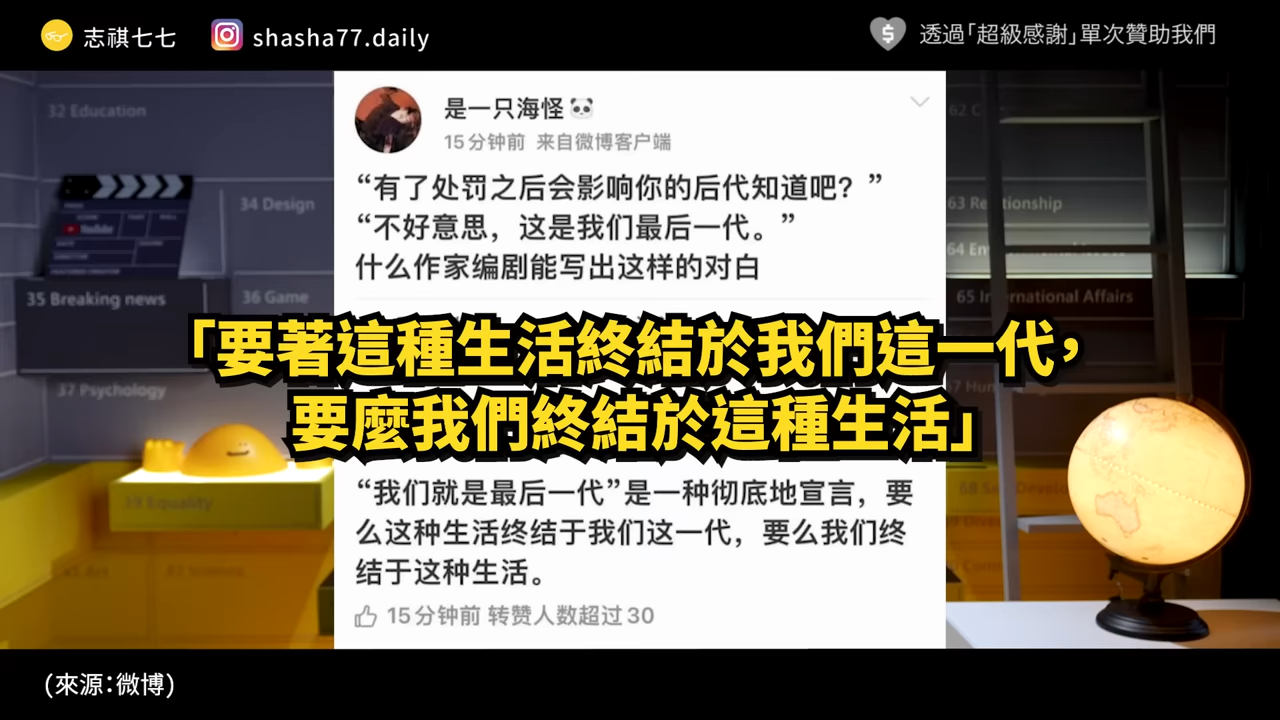 志祺七七
shasha77.daily
透過「超級感謝」單次贊助我們
32 Education
34 Design
35 Breaking news
36 Game
37 Psychology
39 Equality
YouTube
是一只海怪🐼
15分钟前 来自微博客户端
“有了处罚之后会影响你的后代知道吧？”
“不好意思，这是我们最后一代。”
什么作家编剧能写出这样的对白
「要著這種生活終結於我們這一代，
要麼我們終結於這種生活」
“我们就是最后一代”是一种彻底地宣言，要
么这种生活终结于我们这一代，要么我们终
结于这种生活。
15分钟前 转赞人数超过30
65 International Affairs
(來源：微博)